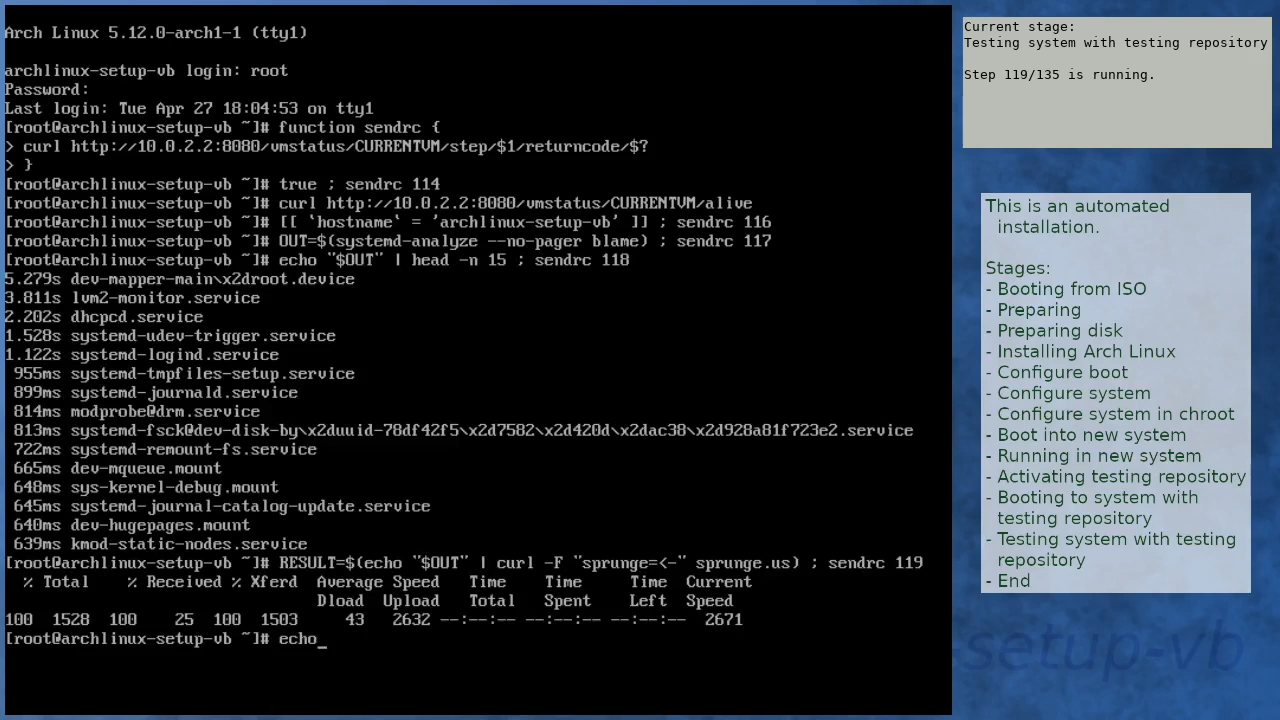 Arch Linux 5.12.0-arch1-1 (tty1)
archlinux-setup-vb login: root
Password:
Last login: Tue Apr 27 18:04:53 on tty1
[root@archlinux-setup-vb ~]# function sendrc {
> curl http://10.0.2.2:8080/vmstatus/CURRENTVM/step/$1/returncode/$?
> }
[root@archlinux-setup-vb ~]# true ; sendrc 114
[root@archlinux-setup-vb ~]# curl http://10.0.2.2:8080/vmstatus/CURRENTVM/alive
[root@archlinux-setup-vb ~]# [[ `hostname` = 'archlinux-setup-vb' ]] ; sendrc 116
[root@archlinux-setup-vb ~]# OUT=$(systemd-analyze --no-pager blame) ; sendrc 117
[root@archlinux-setup-vb ~]# echo "$OUT" | head -n 15 ; sendrc 118
5.279s dev-mapper-main\x2droot.device
3.811s lvm2-monitor.service
2.202s dhcpcd.service
1.528s systemd-udev-trigger.service
1.122s systemd-logind.service
955ms systemd-tmpfiles-setup.service
899ms systemd-journald.service
814ms modprobe@drm.service
813ms systemd-fsck@dev-disk-by\x2duuid-78df42f5\x2d7582\x2d420d\x2dac38\x2d928a81f723e2.service
722ms systemd-remount-fs.service
665ms dev-mqueue.mount
648ms sys-kernel-debug.mount
645ms systemd-journal-catalog-update.service
640ms dev-hugepages.mount
639ms kmod-static-nodes.service
[root@archlinux-setup-vb ~]# RESULT=$(echo "$OUT" | curl -F "sprunge=<-" sprunge.us) ; sendrc 119
% Total % Received % Xferd Average Speed Time Time Time Current
Dload Upload Total Spent Left Speed
100 1528 100 25 100 1503 43 2632 --:--:-- --:--:-- --:--:-- 2671
[root@archlinux-setup-vb ~]# echo_
Current stage:
Testing system with testing repository
Step 119/135 is running.
This is an automated
installation.
Stages:
- Booting from ISO
- Preparing
- Preparing disk
- Installing Arch Linux
- Configure boot
- Configure system
- Configure system in chroot
- Boot into new system
- Running in new system
- Activating testing repository
- Booting to system with
testing repository
- Testing system with testing
repository
- End
-setup-vb